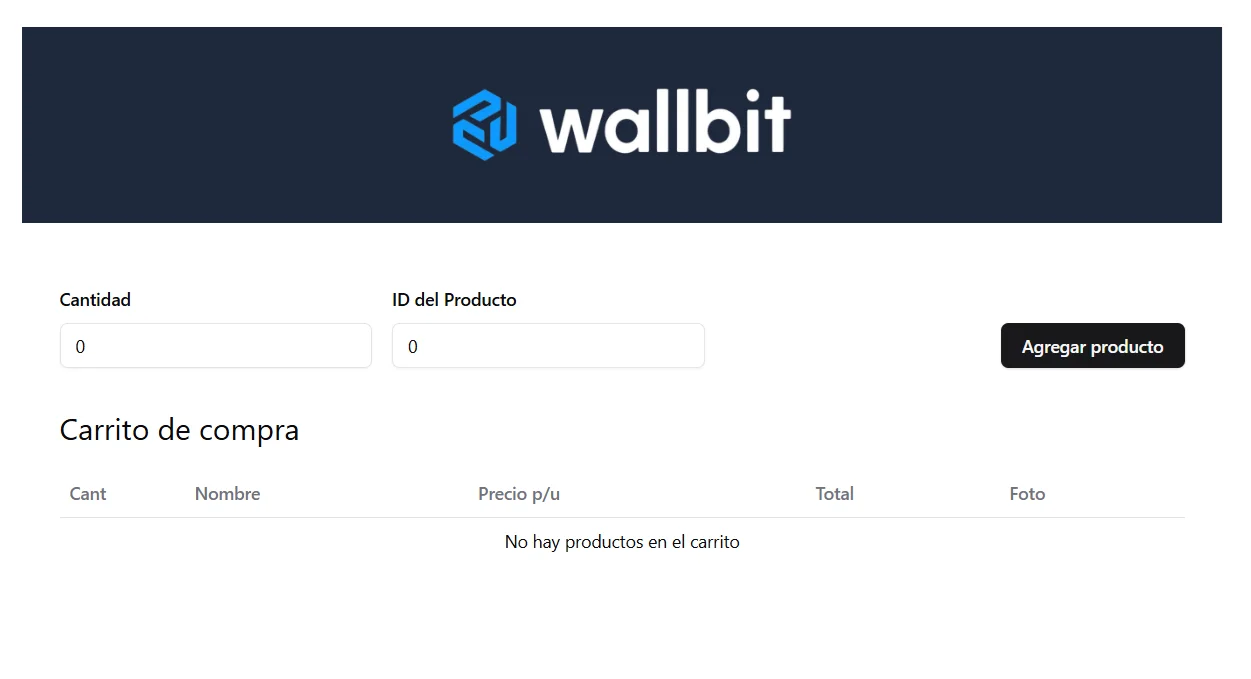 wallbit
Cantidad ID del Producto
0 0 Agregar producto
Carrito de compra
Cant Nombre Precio p/u Total Foto
No hay productos en el carrito